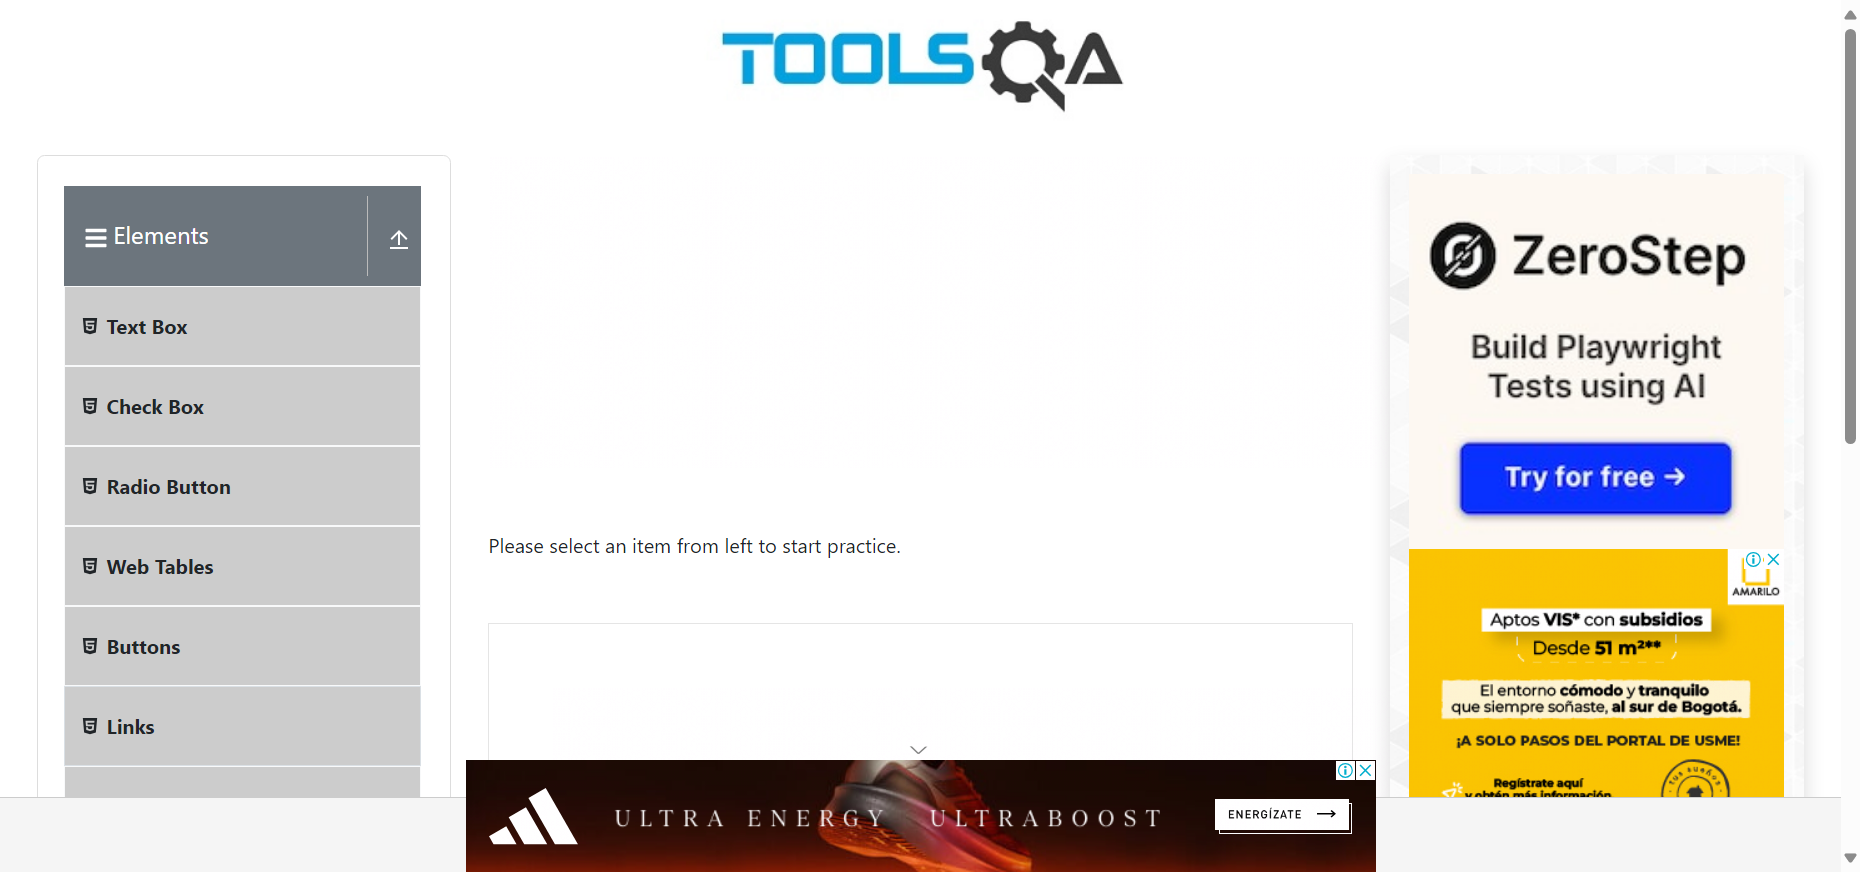 TOOLSQA
Elements
Text Box
Check Box
Radio Button
Web Tables
Buttons
Links
Please select an item from left to start practice.
ZeroStep
Build Playwright
Tests using AI
Try for free →
AMARILO
Aptos VIS* con subsidios
Desde 51 m²**
El entorno cómodo y tranquilo
que siempre soñaste, al sur de Bogotá.
¡A SOLO PASOS DEL PORTAL DE USME!
Regístrate aquí
y obtén más información
tus sueños
ULTRA ENERGY ULTRABOOST
ENERGÍZATE →